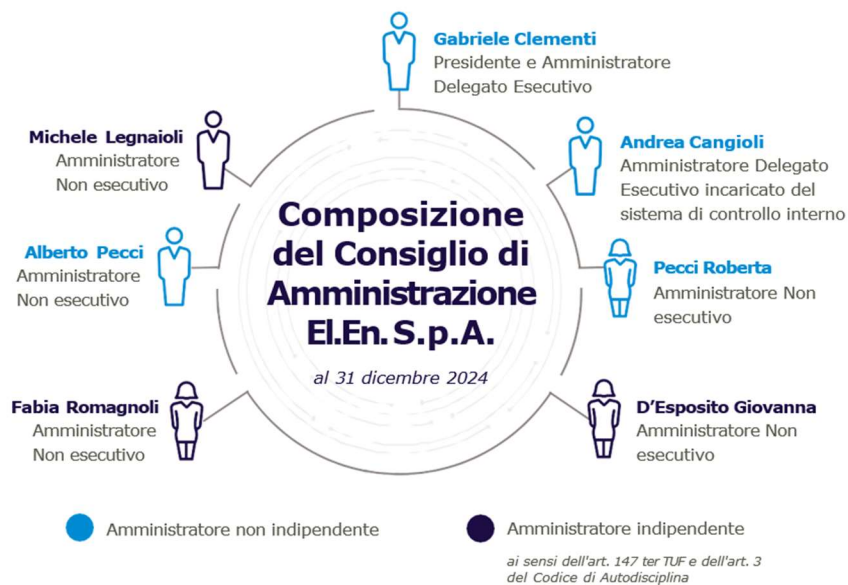 Gabriele Clementi
Presidente e Amministratore
Delegato Esecutivo
Michele Legnaioli
Amministratore
Non esecutivo
Andrea Cangioli
Amministratore Delegato
Esecutivo incaricato del
sistema di controllo interno
Alberto Pecci
Amministratore
Non esecutivo
Composizione
del Consiglio di
Amministrazione
El.En. S.p.A.
al 31 dicembre 2024
Pecci Roberta
Amministratore Non
esecutivo
Fabia Romagnoli
Amministratore
Non esecutivo
D'Esposito Giovanna
Amministratore Non
esecutivo
Amministratore non indipendente
Amministratore indipendente
ai sensi dell'art. 147 ter TUF e dell'art. 3
del Codice di Autodisciplina